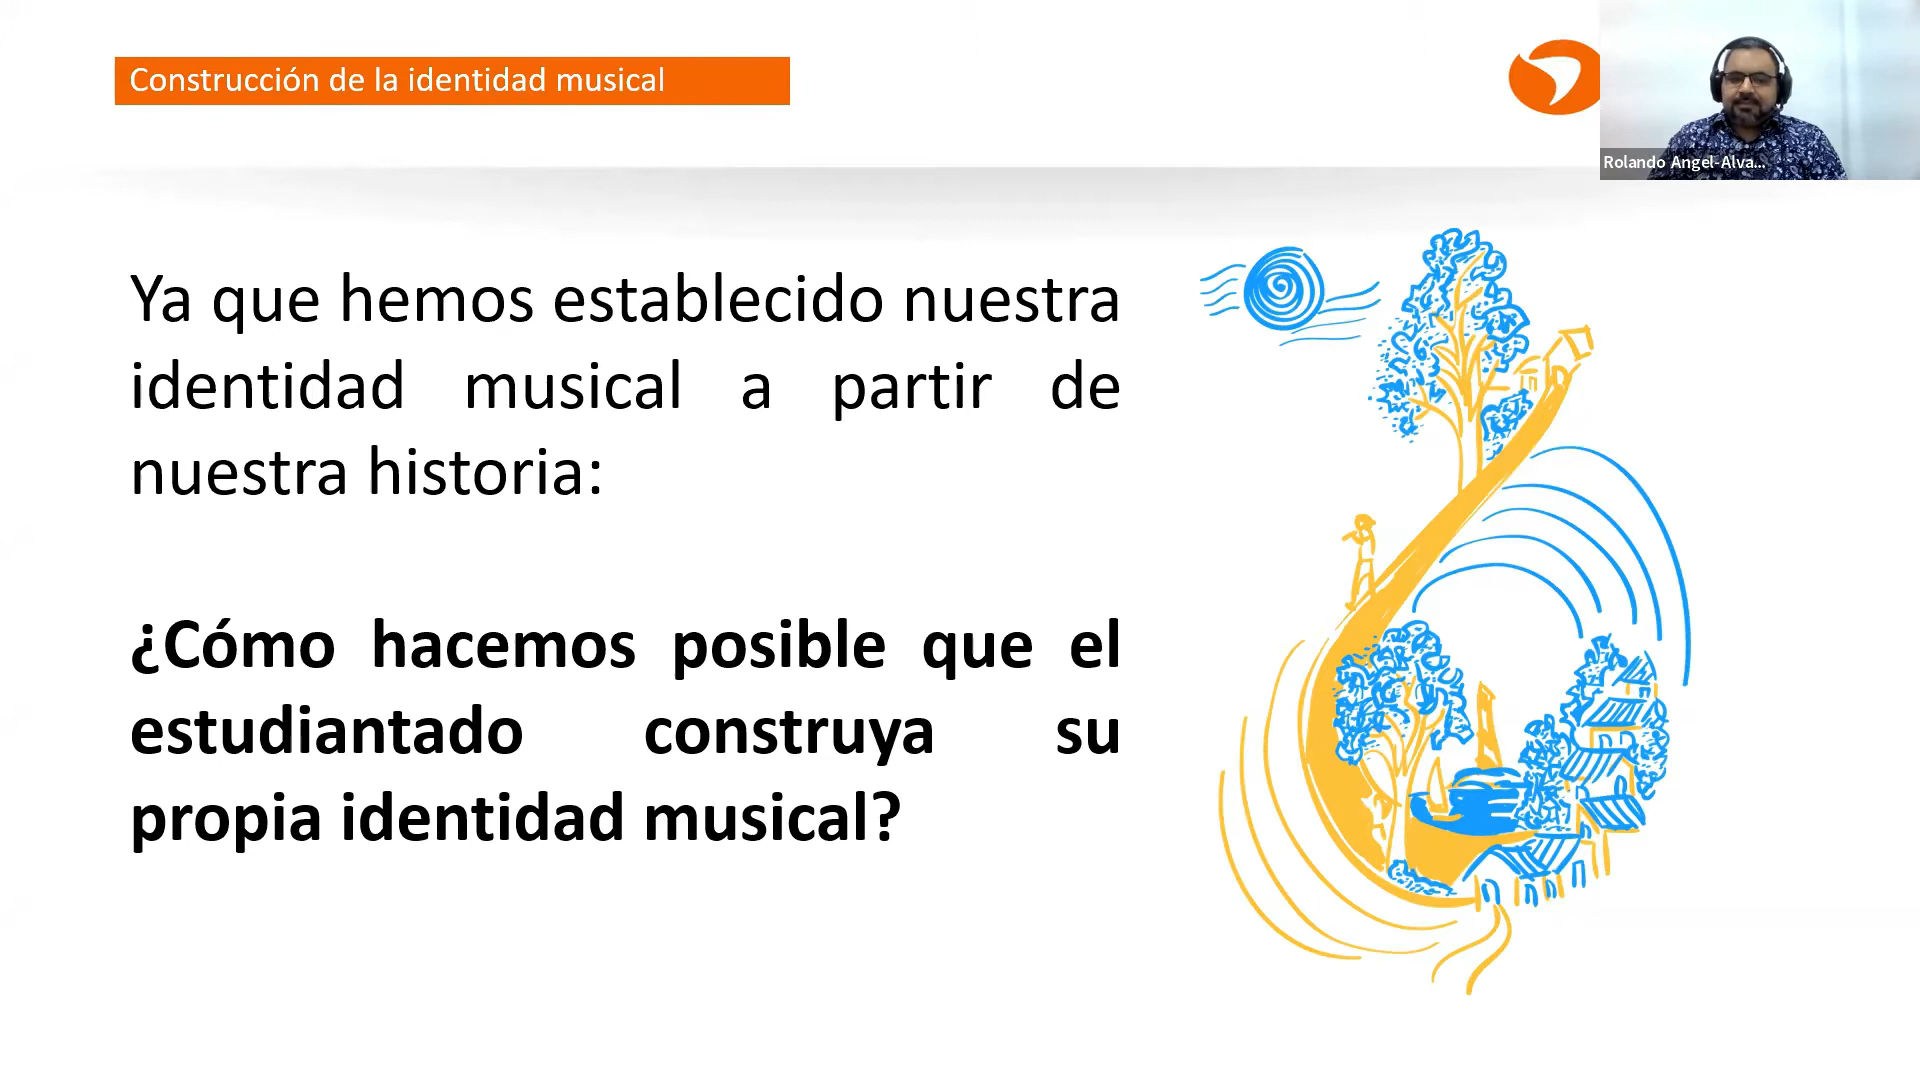 Construcción de la identidad musical
Rolando Angel-Alva...
Ya que hemos establecido nuestra
identidad musical a partir de
nuestra historia:
¿Cómo hacemos posible que el
estudiantado construya su
propia identidad musical?